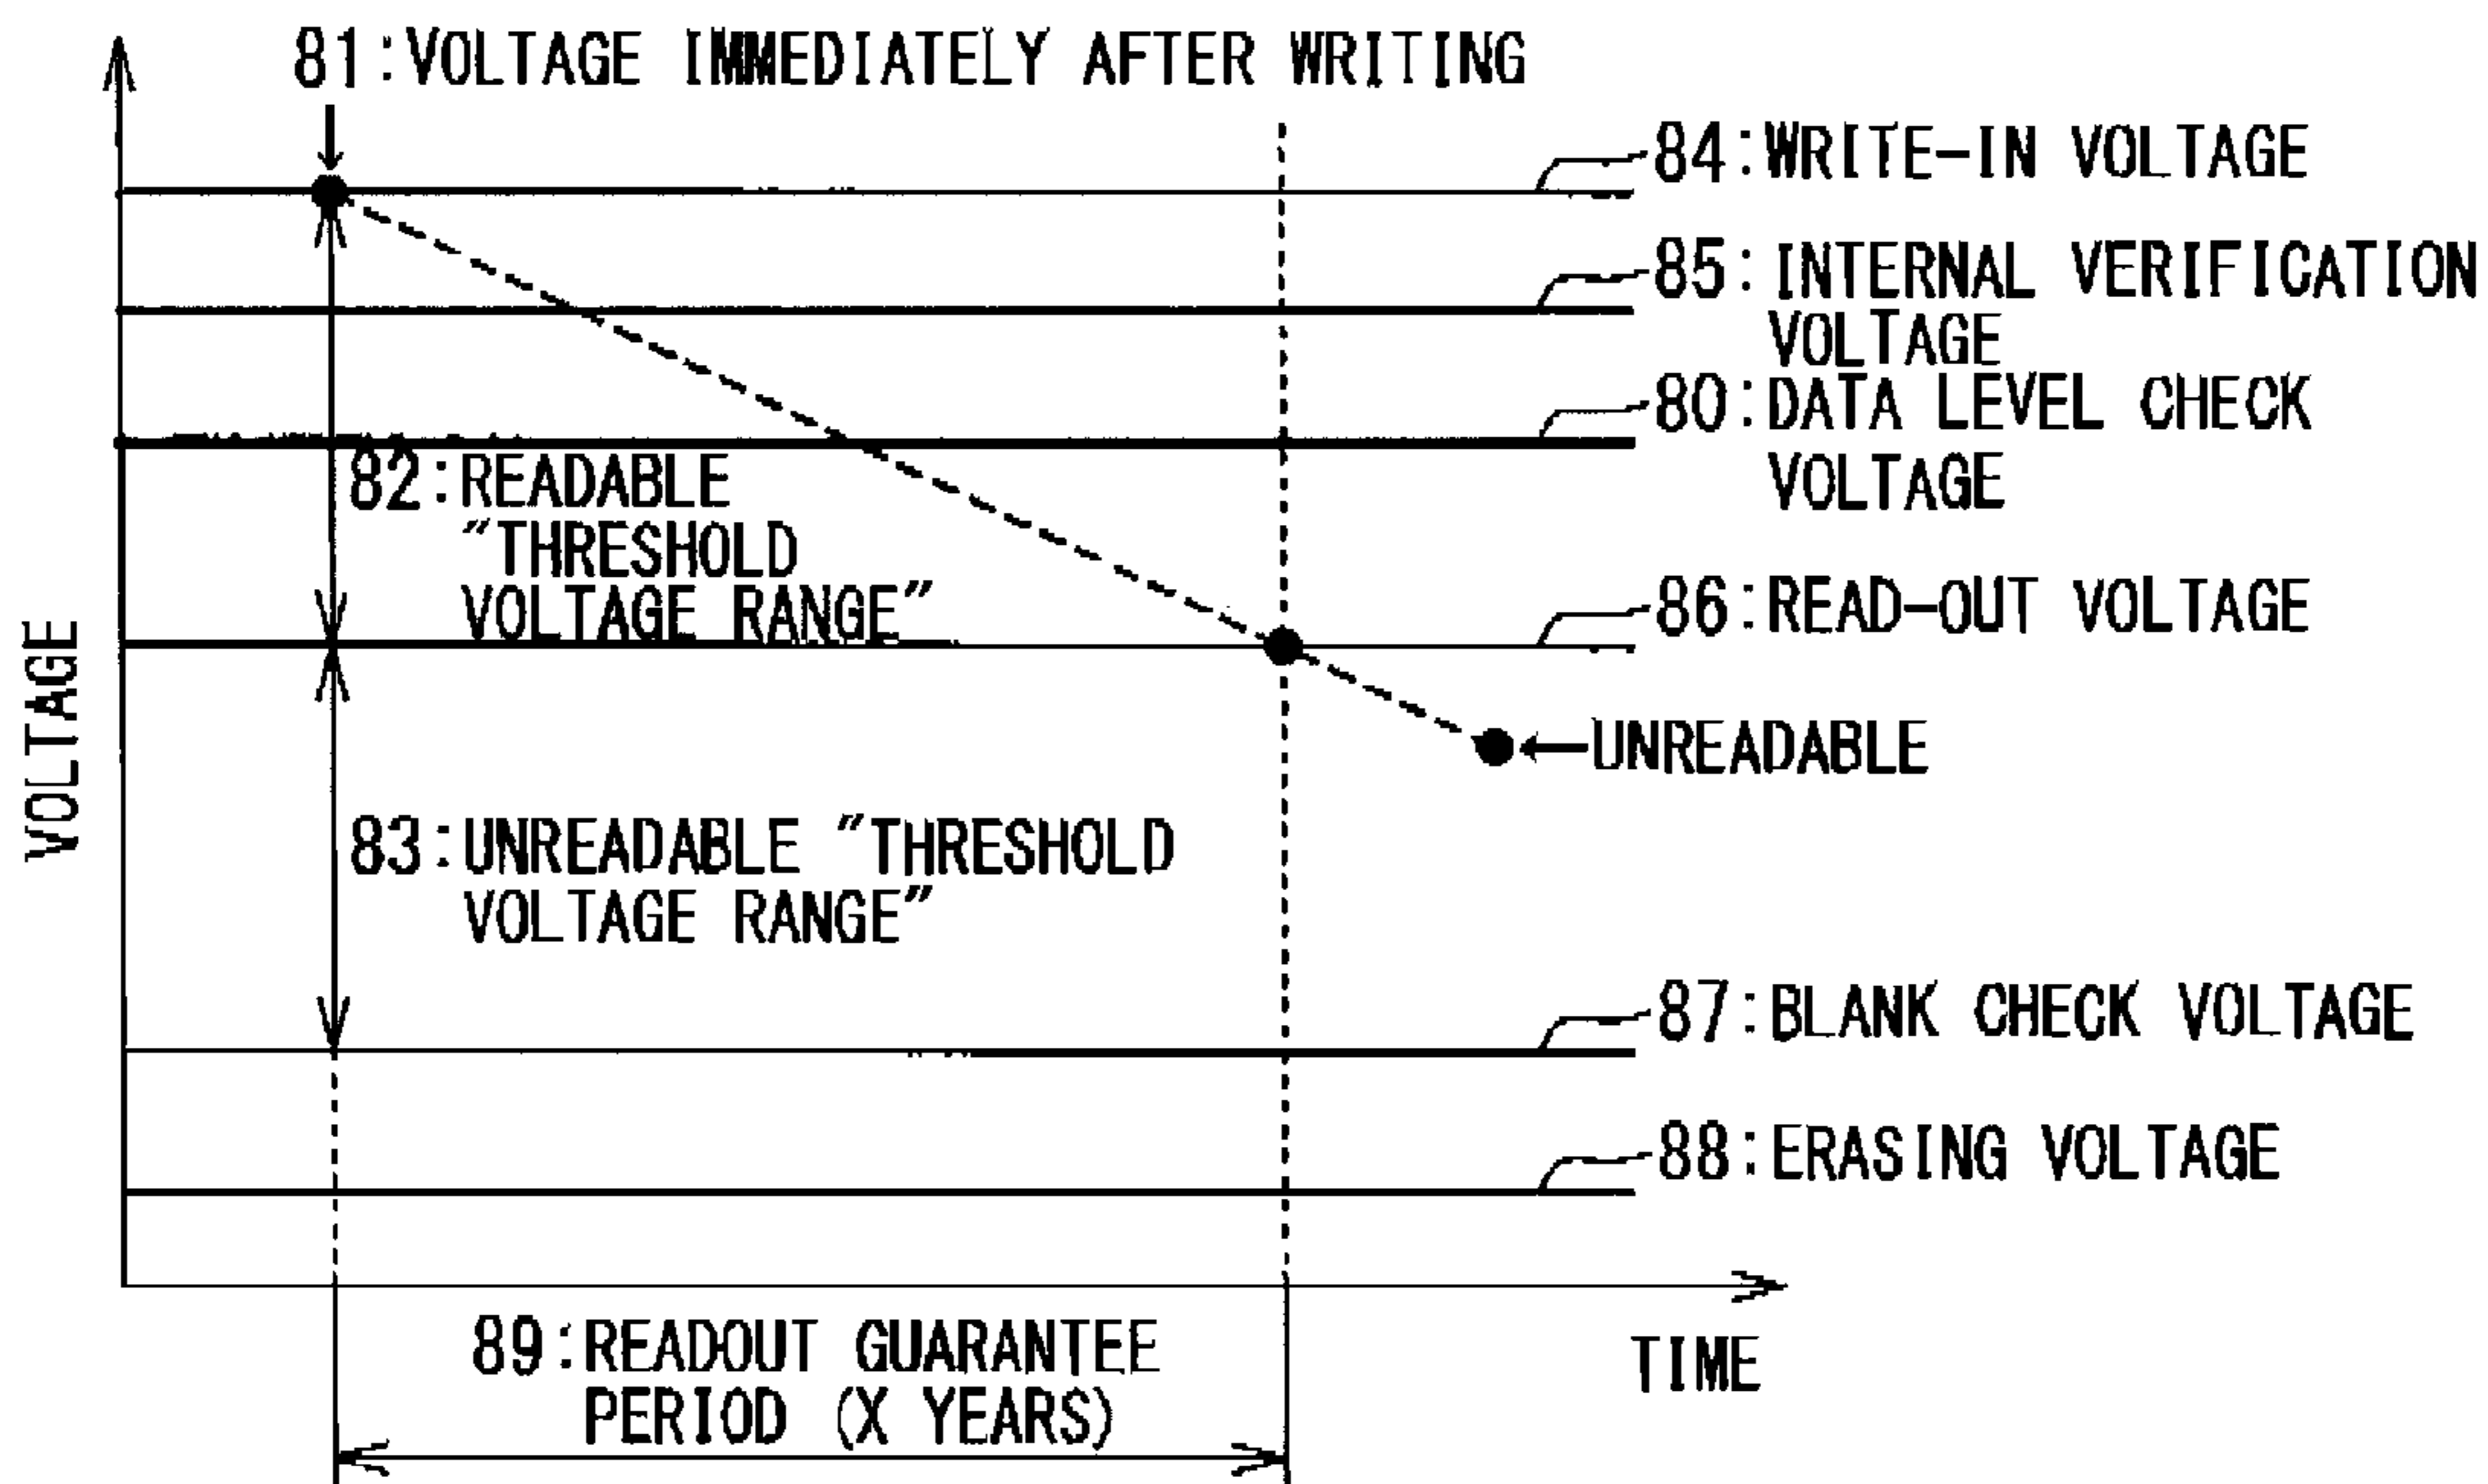 81:VOLTAGE IMMEDIATELY AFTER WRITING
84:WRITE-IN VOLTAGE
85:INTERNAL VERIFICATION
VOLTAGE
80:DATA LEVEL CHECK
VOLTAGE
82:READABLE
"THRESHOLD
VOLTAGE RANGE"
86:READ-OUT VOLTAGE
VOLTAGE
UNREADABLE
83:UNREADABLE "THRESHOLD
VOLTAGE RANGE"
87:BLANK CHECK VOLTAGE
88:ERASING VOLTAGE
89:READOUT GUARANTEE
PERIOD (X YEARS)
TIME